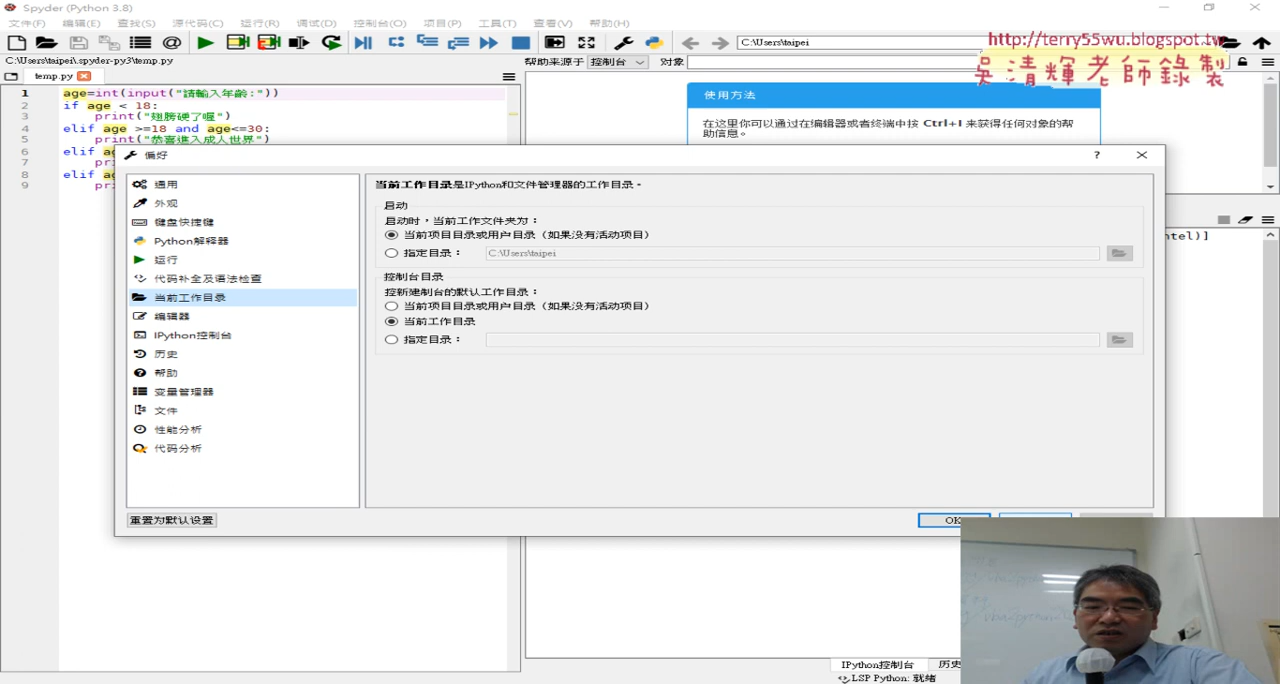 Spyder (Python 3.8)
文件(F) 编辑(E) 查找(S) 源代码(C) 运行(R) 调试(D) 控制台(O) 项目(P) 工具(T) 查看(V) 帮助(H)
C:\Users\taipei
http://terry55wu.blogspot.tw
吳清輝老師錄製
C:\Users\taipei\.spyder-py3\temp.py
帮助来源于 控制台 对象
temp.py
使用方法
在这里你可以通过在编辑器或者终端中按 Ctrl+I 来获得任何对象的帮
助信息。
1 age=int(input("請輸入年齡:"))
2 if age < 18:
3 print("翅膀硬了喔")
4 elif age >=18 and age<=30:
5 print("恭喜進入成人世界")
6 elif ag
7 pri
8 elif ag
9 pr
ntel)]
偏好
? ×
通用
外观
键盘快捷键
Python解释器
运行
代码补全及语法检查
当前工作目录
编辑器
IPython控制台
历史
帮助
变量管理器
文件
性能分析
代码分析
当前工作目录是IPython和文件管理器的工作目录。
启动
启动时，当前工作文件夹为：
当前项目目录或用户目录（如果没有活动项目）
指定目录： C:\Users\taipei
控制台目录
控新建制台的默认工作目录：
当前项目目录或用户目录（如果没有活动项目）
当前工作目录
指定目录：
重置为默认设置
OK
IPython控制台 历史
LSP Python: 就绪